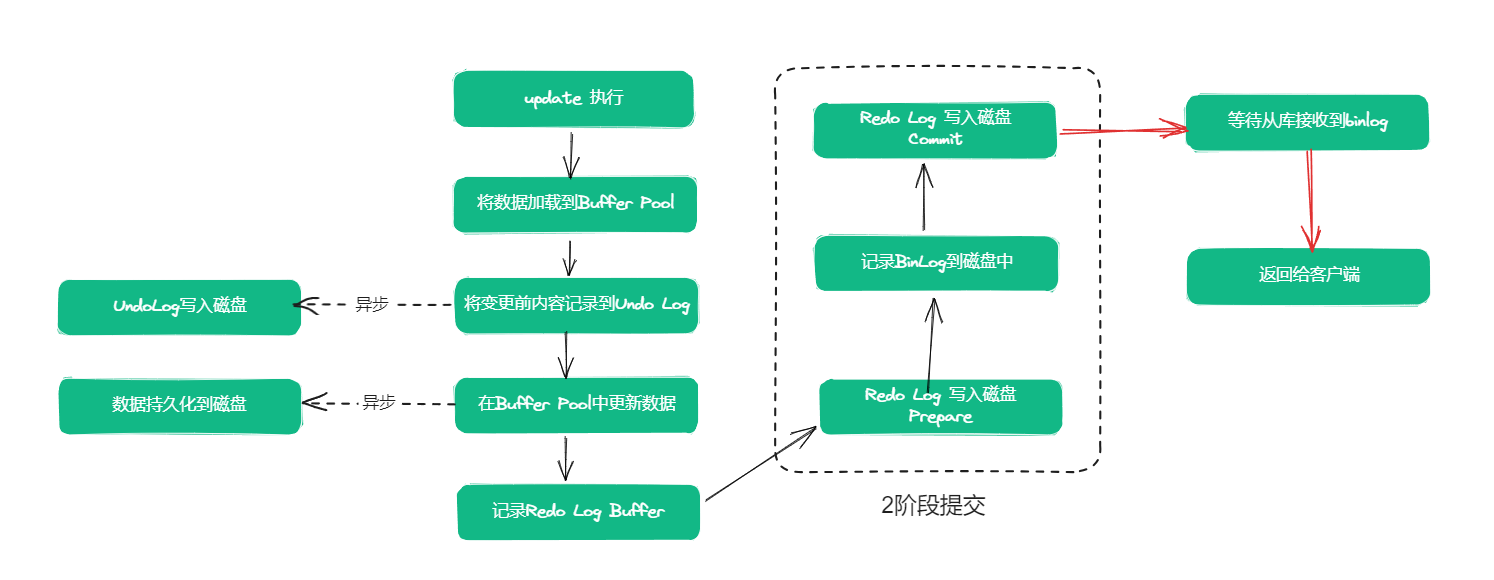 update 执行
将数据加载到Buffer Pool
将变更前内容记录到Undo Log
异步
UndoLog写入磁盘
在Buffer Pool中更新数据
异步
数据持久化到磁盘
记录Redo Log Buffer
Redo Log 写入磁盘
Prepare
记录BinLog到磁盘中
Redo Log 写入磁盘
Commit
2阶段提交
等待从库接收到binlog
返回给客户端